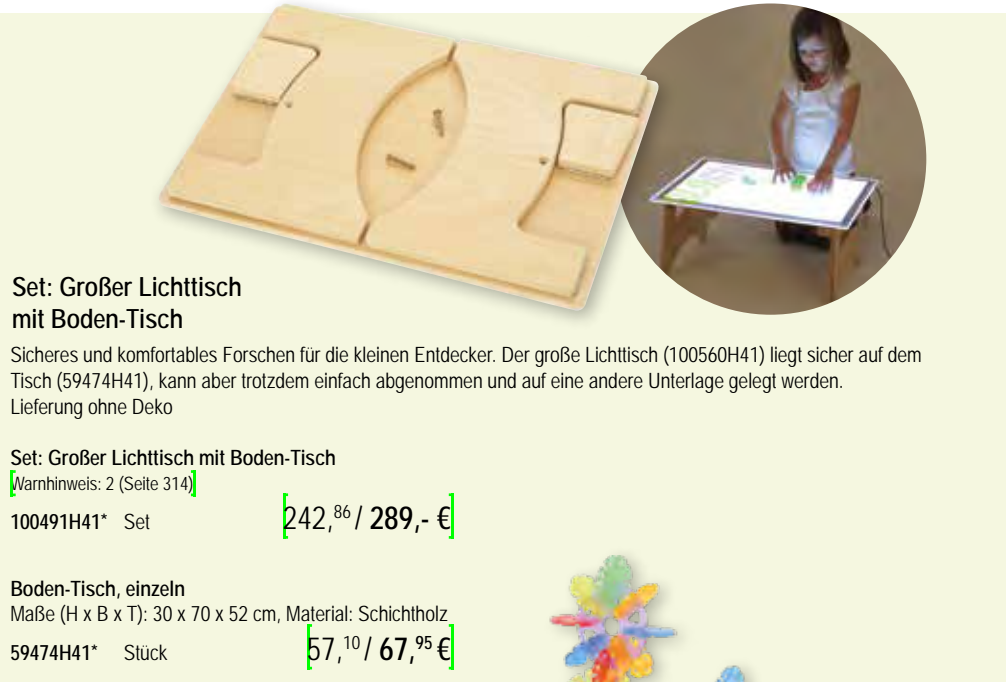 Set: Großer Lichttisch
mit Boden-Tisch
Sicheres und komfortables Forschen für die kleinen Entdecker. Der große Lichttisch (100560H41) liegt sicher auf dem
Tisch (59474H41), kann aber trotzdem einfach abgenommen und auf eine andere Unterlage gelegt werden.
Lieferung ohne Deko
Set: Großer Lichttisch mit Boden-Tisch
Warnhinweis: 2 (Seite 314)
100491H41* Set 242,86 / 289,- €
Boden-Tisch, einzeln
Maße (H x B x T): 30 x 70 x 52 cm, Material: Schichtholz
59474H41* Stück 57,10 / 67,95 €